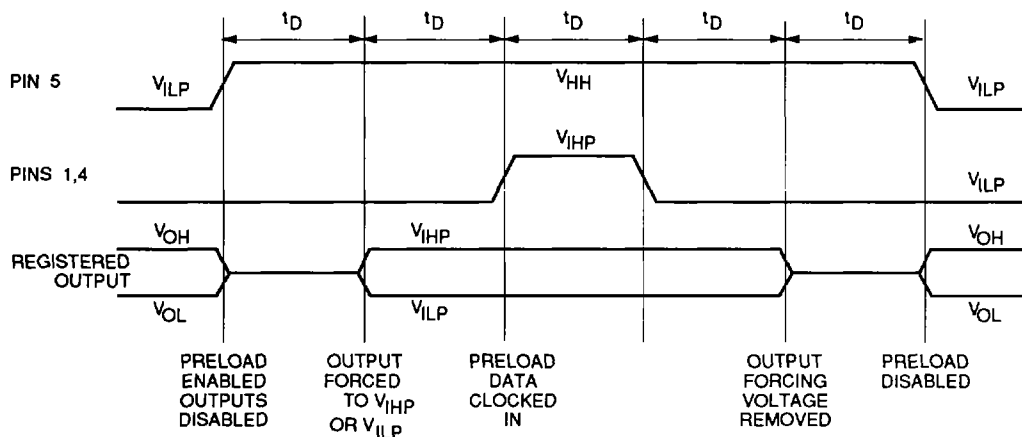 tD tD tD tD tD
PIN 5 VILP VHH VILP
PINS 1,4 VIHP VILP
VOH VIHP VOH
REGISTERED
OUTPUT
VOL VILP VOL
PRELOAD
ENABLED
OUTPUTS
DISABLED
OUTPUT
FORCED
TO VIHP
OR VILP
PRELOAD
DATA
CLOCKED
IN
OUTPUT
FORCING
VOLTAGE
REMOVED
PRELOAD
DISABLED